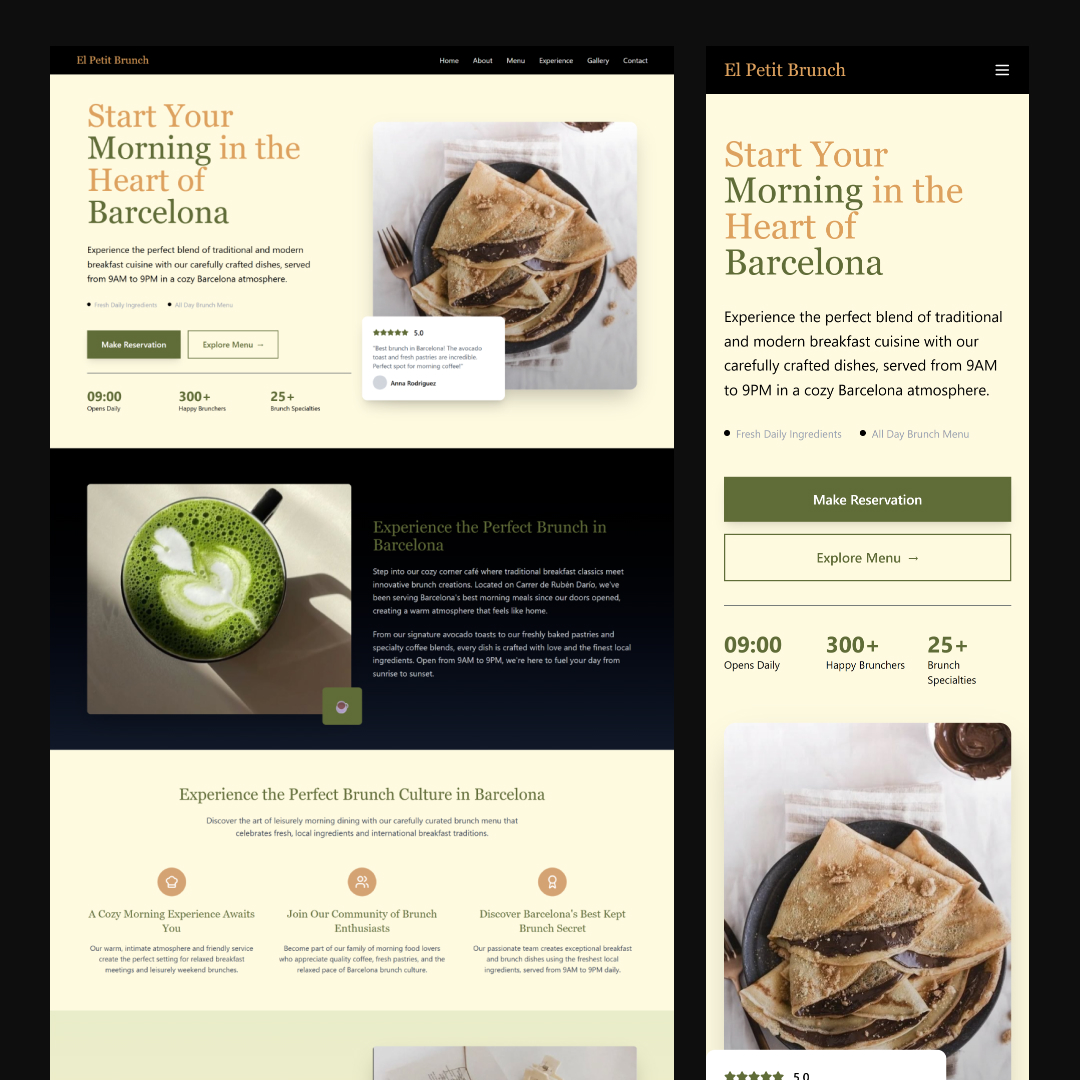 El Petit Brunch
Home About Menu Experience Gallery Contact
Start Your
Morning in the
Heart of
Barcelona
Experience the perfect blend of traditional and modern
breakfast cuisine with our carefully crafted dishes, served
from 9AM to 9PM in a cozy Barcelona atmosphere.
Fresh Daily Ingredients All Day Brunch Menu
Make Reservation Explore Menu →
09:00 300+ 25+
Opens Daily Happy Brunchers Brunch Specialties
5.0
"Best brunch in Barcelona! The avocado
toast and fresh pastries are incredible.
Perfect spot for morning coffee!"
Anna Rodriguez
Experience the Perfect Brunch in
Barcelona
Step into our cozy corner café where traditional breakfast classics meet
innovative brunch creations. Located on Carrer de Rubén Darío, we've
been serving Barcelona's best morning meals since our doors opened,
creating a warm atmosphere that feels like home.
From our signature avocado toasts to our freshly baked pastries and
specialty coffee blends, every dish is crafted with love and the finest local
ingredients. Open from 9AM to 9PM, we're here to fuel your day from
sunrise to sunset.
Experience the Perfect Brunch Culture in Barcelona
Discover the art of leisurely morning dining with our carefully curated brunch menu that
celebrates fresh, local ingredients and international breakfast traditions.
A Cozy Morning Experience Awaits
You
Our warm, intimate atmosphere and friendly service
create the perfect setting for relaxed breakfast
meetings and leisurely weekend brunches.
Join Our Community of Brunch
Enthusiasts
Become part of our family of morning food lovers
who appreciate quality coffee, fresh pastries, and the
relaxed pace of Barcelona brunch culture.
Discover Barcelona's Best Kept
Brunch Secret
Our passionate team creates exceptional breakfast
and brunch dishes using the freshest local
ingredients, served from 9AM to 9PM daily.
El Petit Brunch
Start Your
Morning in the
Heart of
Barcelona
Experience the perfect blend of traditional
and modern breakfast cuisine with our
carefully crafted dishes, served from 9AM
to 9PM in a cozy Barcelona atmosphere.
Fresh Daily Ingredients All Day Brunch Menu
Make Reservation
Explore Menu →
09:00 300+ 25+
Opens Daily Happy Brunchers Brunch
Specialties
5.0